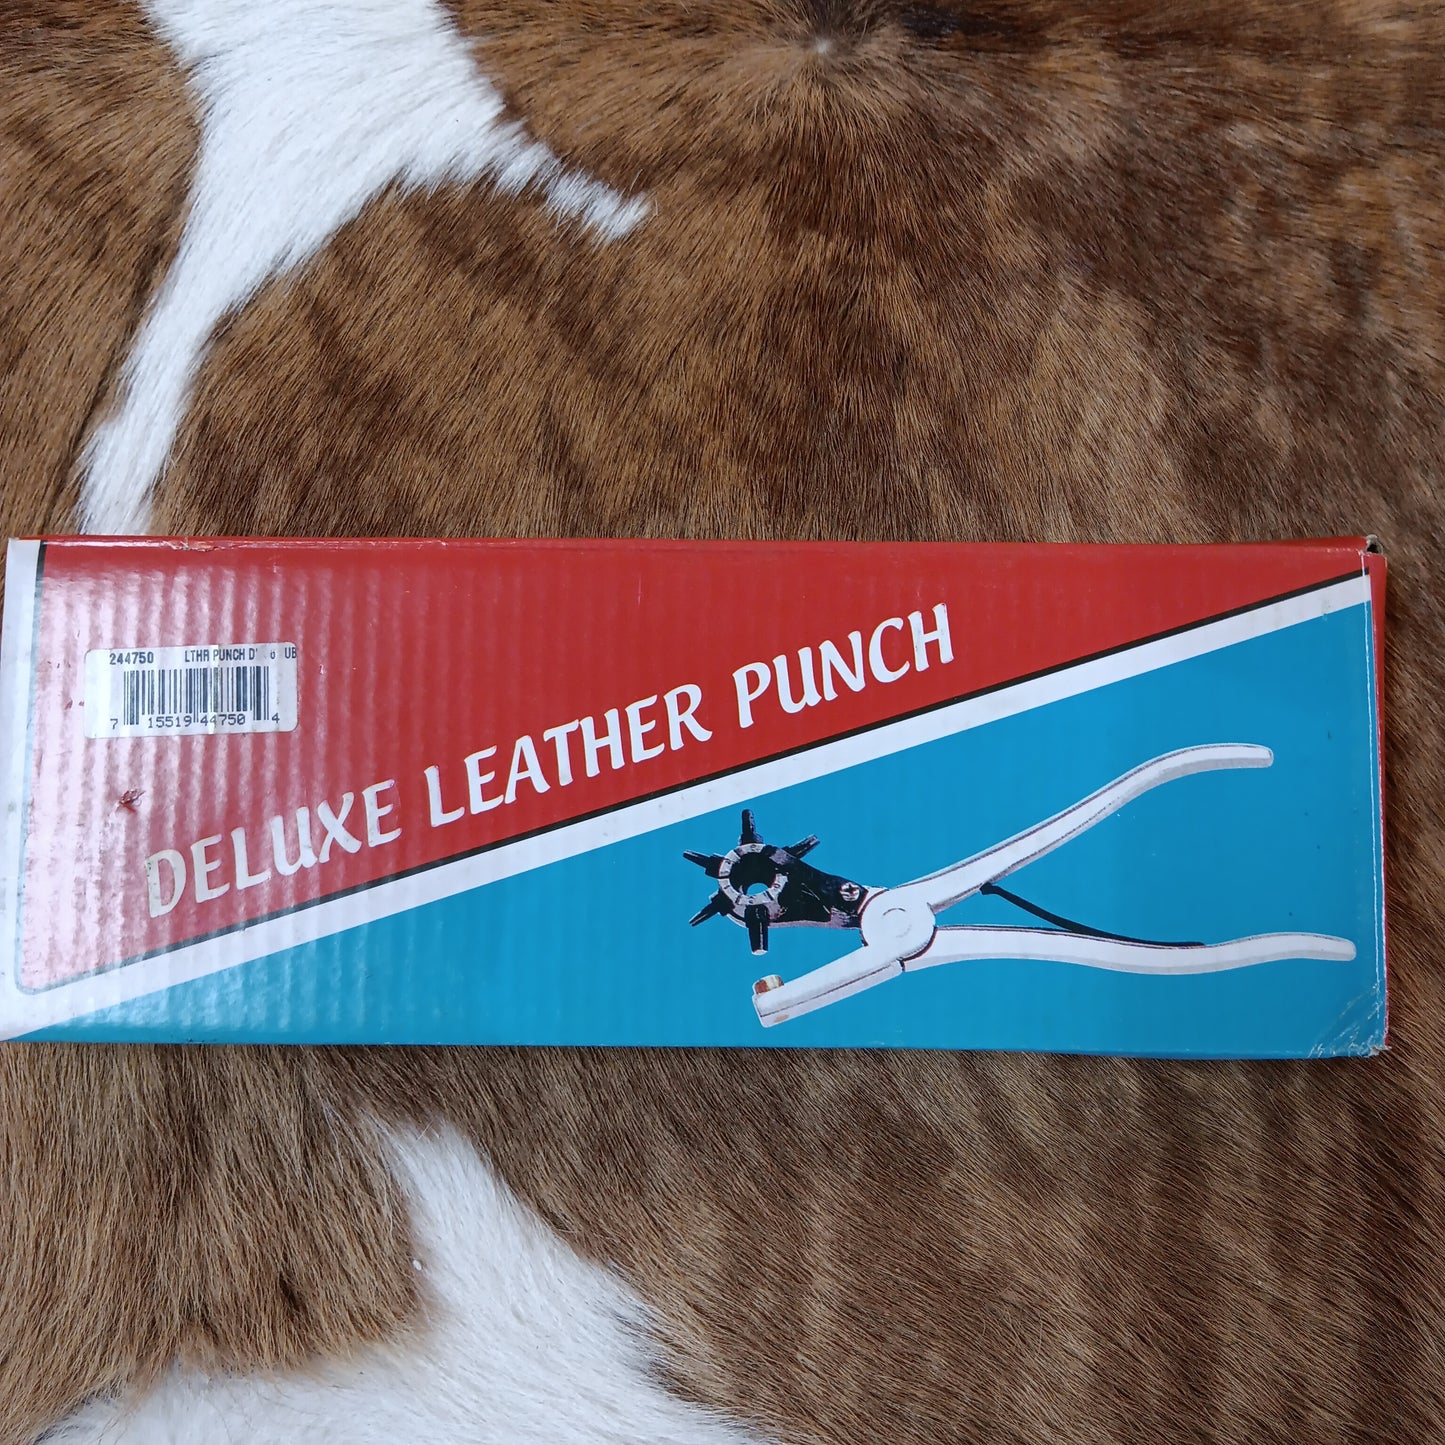 244750 LTHR PUNCH
7 15519 44750 4
DELUXE LEATHER PUNCH